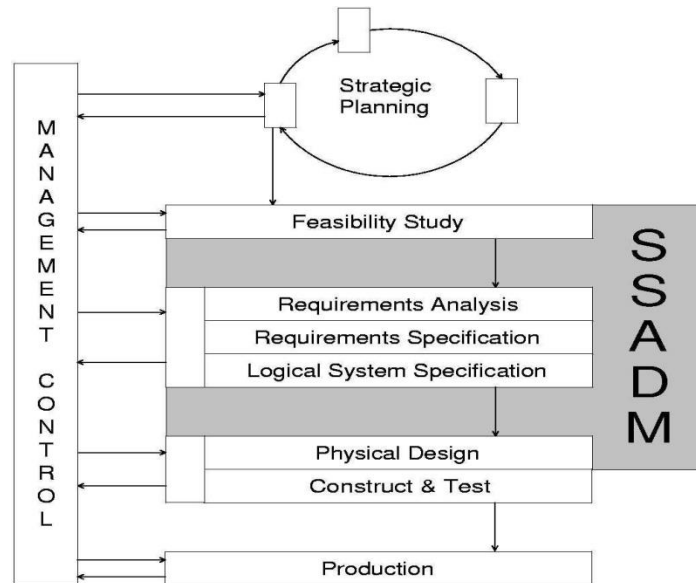 Strategic
Planning
MANAGEMENT CONTROL
Feasibility Study
SSADM
Requirements Analysis
Requirements Specification
Logical System Specification
Physical Design
Construct & Test
Production